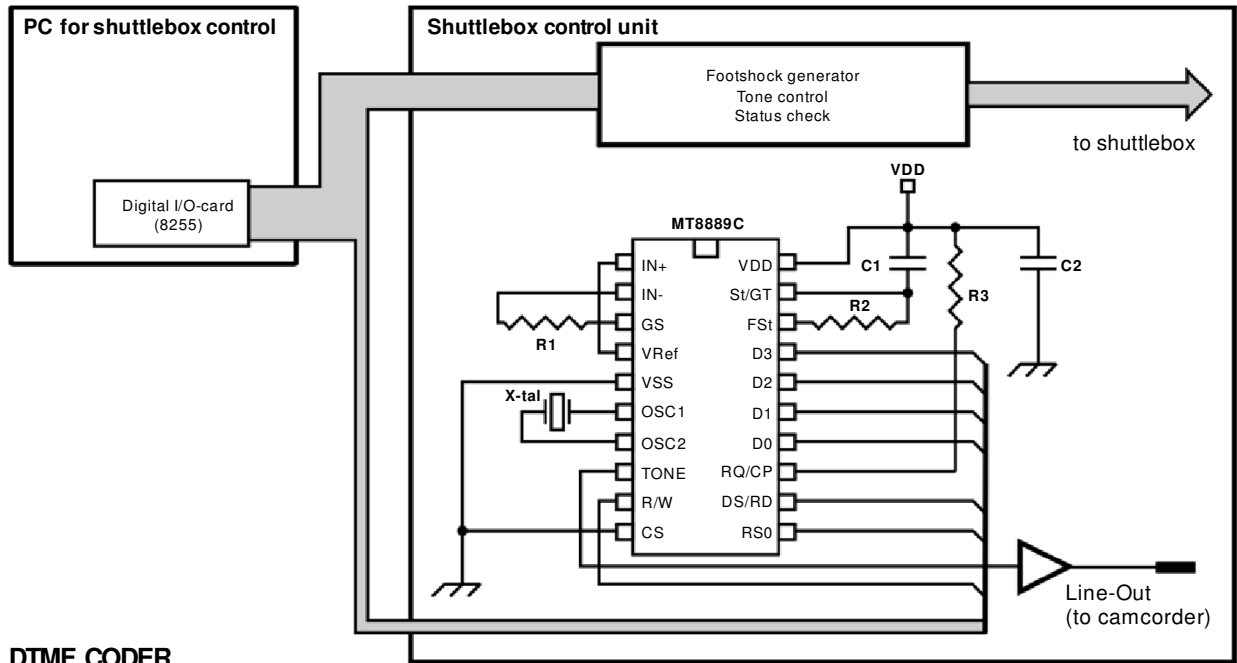 PC for shuttlebox control
Shuttlebox control unit
Footshock generator
Tone control
Status check
to shuttlebox
Digital I/O-card
(8255)
VDD
MT8889C
IN+
IN-
GS
VRef
VSS
OSC1
OSC2
TONE
R/W
CS
VDD
St/GT
FSt
D3
D2
D1
D0
RQ/CP
DS/RD
RS0
R1
X-tal
C1
R2
R3
C2
Line-Out
(to camcorder)
DTMF CODER